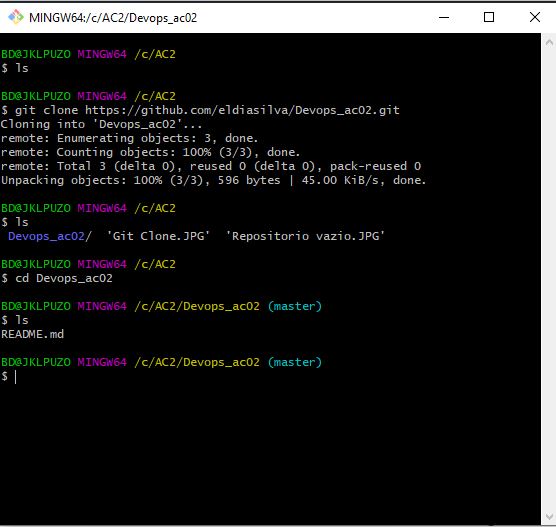 MINGW64:/c/AC2/Devops_ac02
BD@JKLPUZO MINGW64 /c/AC2
$ ls
BD@JKLPUZO MINGW64 /c/AC2
$ git clone https://github.com/eldiasilva/Devops_ac02.git
Cloning into 'Devops_ac02'...
remote: Enumerating objects: 3, done.
remote: Counting objects: 100% (3/3), done.
remote: Total 3 (delta 0), reused 0 (delta 0), pack-reused 0
Unpacking objects: 100% (3/3), 596 bytes | 45.00 KiB/s, done.
BD@JKLPUZO MINGW64 /c/AC2
$ ls
Devops_ac02/  'Git Clone.JPG'  'Repositorio vazio.JPG'
BD@JKLPUZO MINGW64 /c/AC2
$ cd Devops_ac02
BD@JKLPUZO MINGW64 /c/AC2/Devops_ac02 (master)
$ ls
README.md
BD@JKLPUZO MINGW64 /c/AC2/Devops_ac02 (master)
$